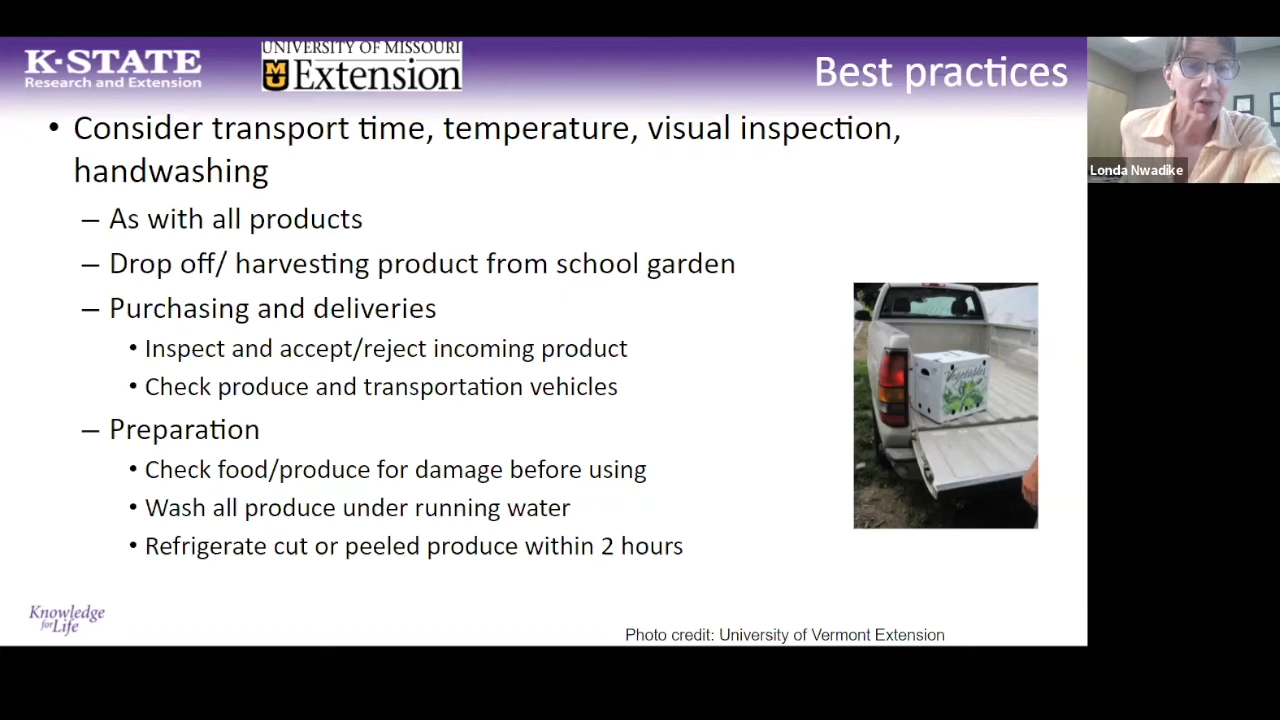 K-STATE
Research and Extension
UNIVERSITY OF MISSOURI
Extension
Best practices
Londa Nwadike
• Consider transport time, temperature, visual inspection,
handwashing
– As with all products
– Drop off/ harvesting product from school garden
– Purchasing and deliveries
• Inspect and accept/reject incoming product
• Check produce and transportation vehicles
– Preparation
• Check food/produce for damage before using
• Wash all produce under running water
• Refrigerate cut or peeled produce within 2 hours
Vegetables
Knowledge
for Life
Photo credit: University of Vermont Extension